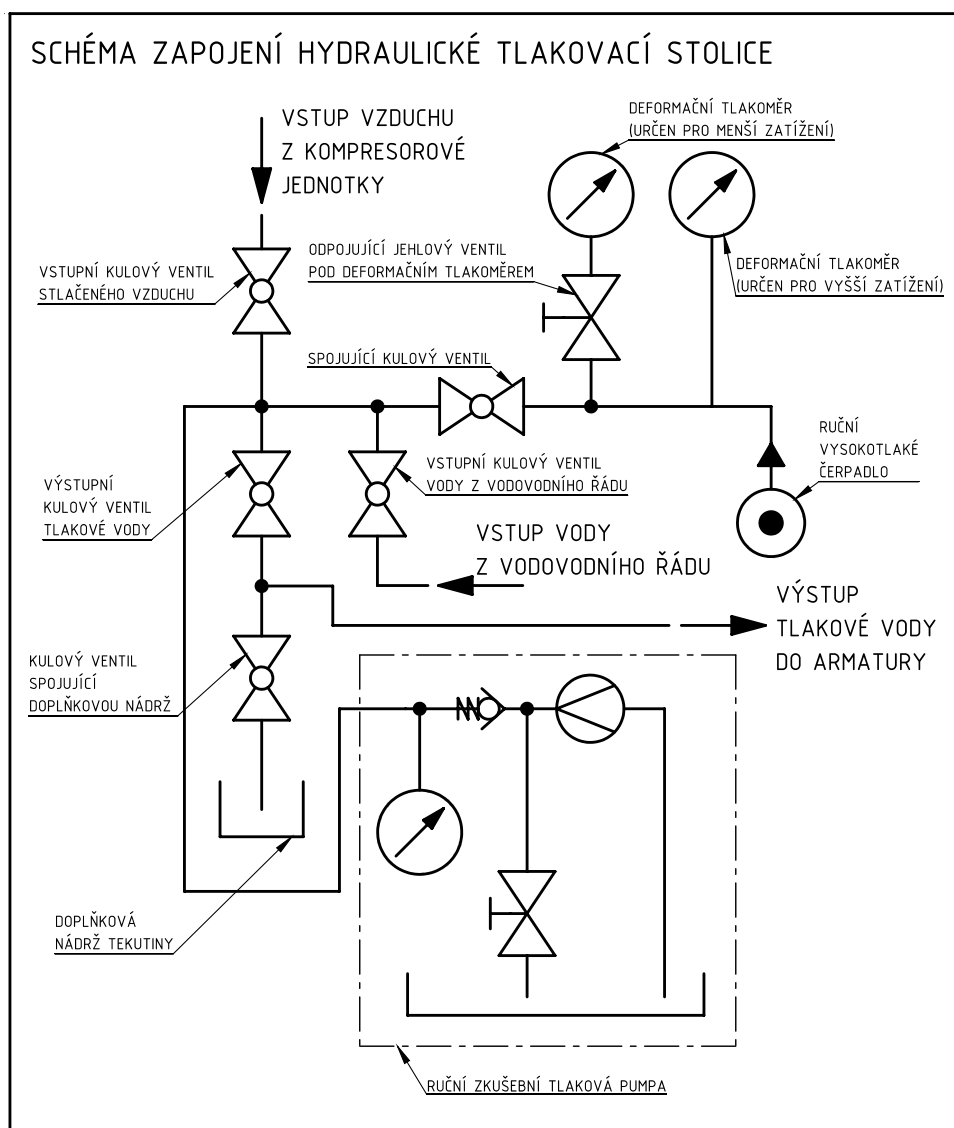 SCHÉMA ZAPOJENÍ HYDRAULICKÉ TLAKOVACÍ STOLICE
VSTUP VZDUCHU
Z KOMPRESOROVÉ
JEDNOTKY
DEFORMAČNÍ TLAKOMĚR
(URČEN PRO MENŠÍ ZATÍŽENÍ)
ODPOJUJÍCÍ JEHLOVÝ VENTIL
POD DEFORMAČNÍM TLAKOMĚREM
VSTUPNÍ KULOVÝ VENTIL
STLAČENÉHO VZDUCHU
DEFORMAČNÍ TLAKOMĚR
(URČEN PRO VYŠŠÍ ZATÍŽENÍ)
SPOJUJÍCÍ KULOVÝ VENTIL
RUČNÍ
VYSOKOTLAKÉ
ČERPADLO
VÝSTUPNÍ
KULOVÝ VENTIL
TLAKOVÉ VODY
VSTUPNÍ KULOVÝ VENTIL
VODY Z VODOVODNÍHO ŘÁDU
VSTUP VODY
Z VODOVODNÍHO ŘÁDU
VÝSTUP
TLAKOVÉ VODY
DO ARMATURY
KULOVÝ VENTIL
SPOJUJÍCÍ
DOPLŇKOVOU NÁDRŽ
DOPLŇKOVÁ
NÁDRŽ TEKUTINY
RUČNÍ ZKUŠEBNÍ TLAKOVÁ PUMPA